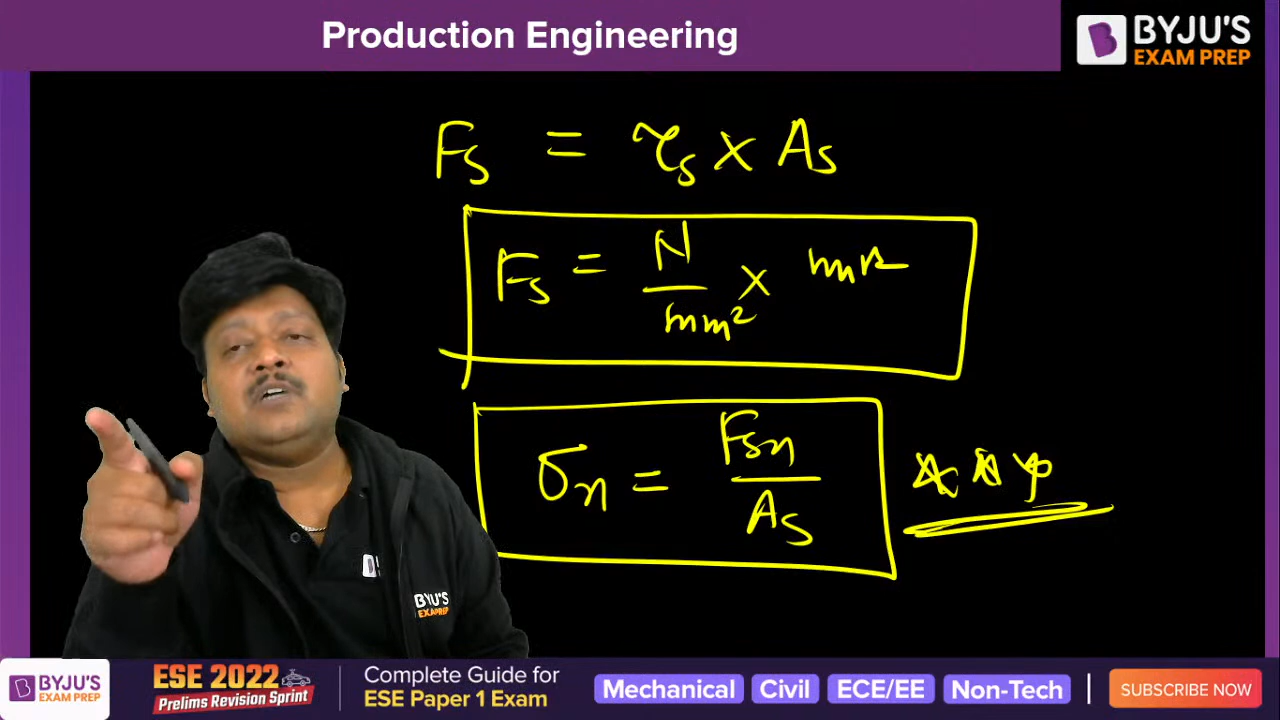 Production Engineering
BYJU'S
EXAM PREP
Fs = τs × As
Fs = N/mm² × mm²
σn = Fsn/As
BYJU'S
EXAM PREP
BYJU'S
EXAM PREP
ESE 2022
Prelims Revision Sprint
Complete Guide for
ESE Paper 1 Exam
Mechanical Civil ECE/EE Non-Tech
SUBSCRIBE NOW